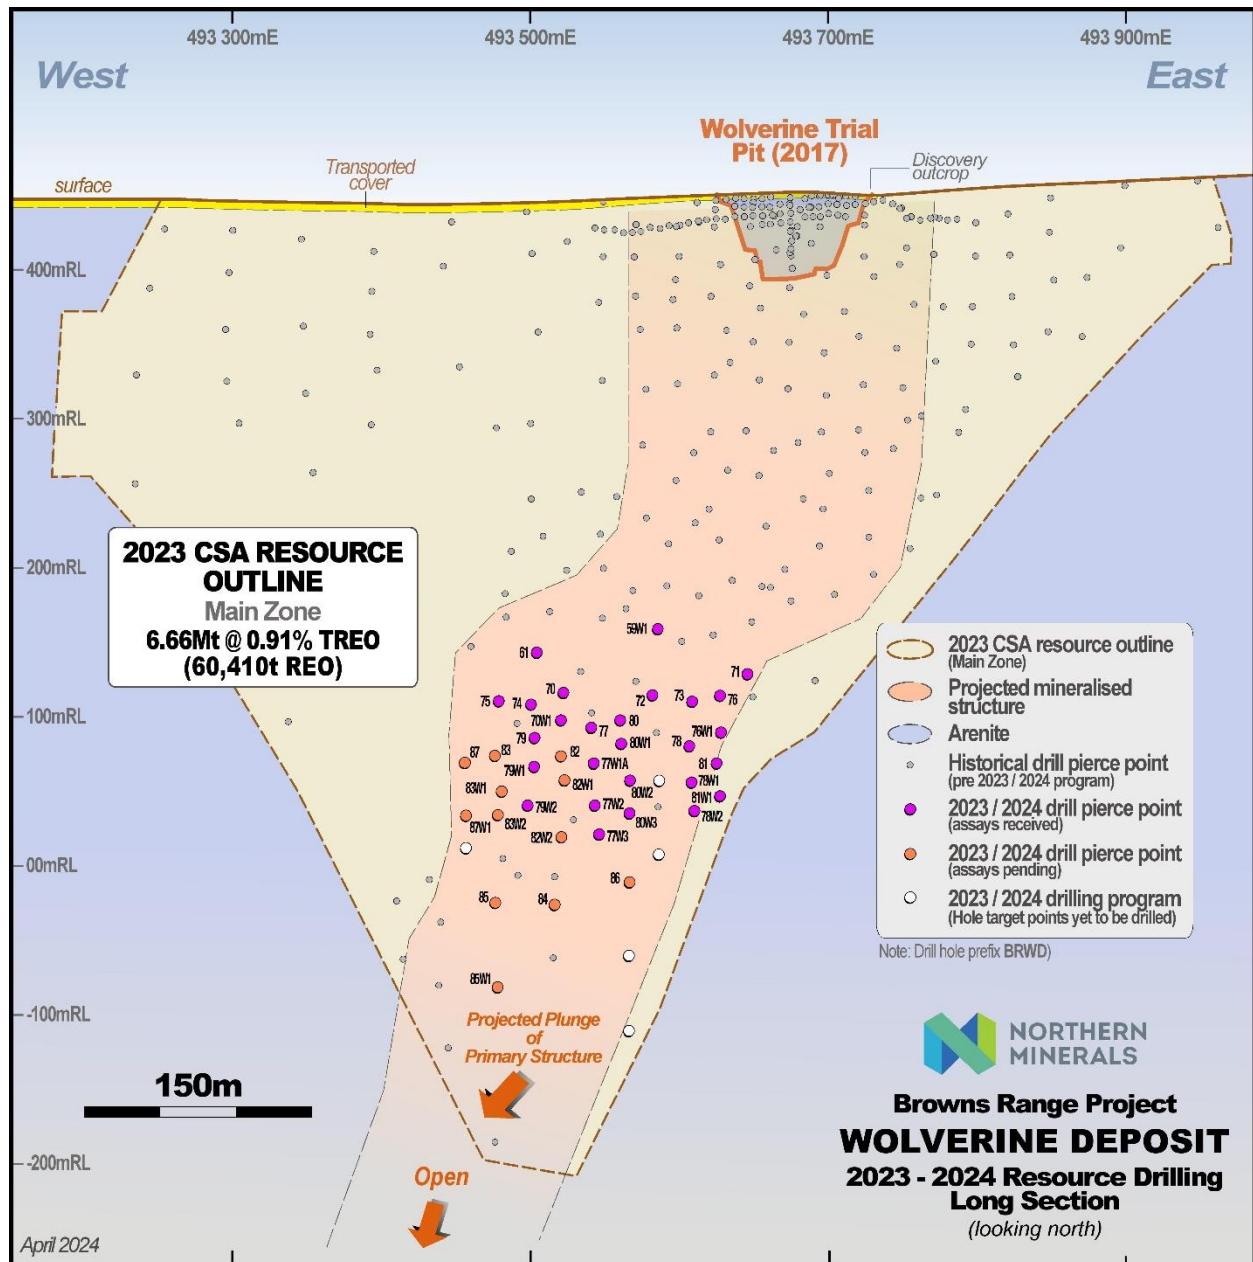 493 300mE
493 500mE
493 700mE
493 900mE
West
East
Wolverine Trial
Pit (2017)
Discovery
outcrop
Transported
cover
surface
400mRL
300mRL
200mRL
100mRL
00mRL
-100mRL
-200mRL
2023 CSA RESOURCE
OUTLINE
Main Zone
6.66Mt @ 0.91% TREO
(60,410t REO)
59W1
61
71
70
72
73
76
75
74
70W1
80
77
76W1
79
80W1
78
87
83
82
81
79W1
77W1A
82W1
80W2
79W1
83W1
81W1
79W2
77W2
78W2
87W1
83W2
80W3
82W2
77W3
86
85
84
85W1
2023 CSA resource outline
(Main Zone)
Projected mineralised
structure
Arenite
Historical drill pierce point
(pre 2023 / 2024 program)
2023 / 2024 drill pierce point
(assays received)
2023 / 2024 drill pierce point
(assays pending)
2023 / 2024 drilling program
(Hole target points yet to be drilled)
Note: Drill hole prefix BRWD)
Projected Plunge
of
Primary Structure
Open
150m
NORTHERN
MINERALS
Browns Range Project
WOLVERINE DEPOSIT
2023 - 2024 Resource Drilling
Long Section
(looking north)
April 2024